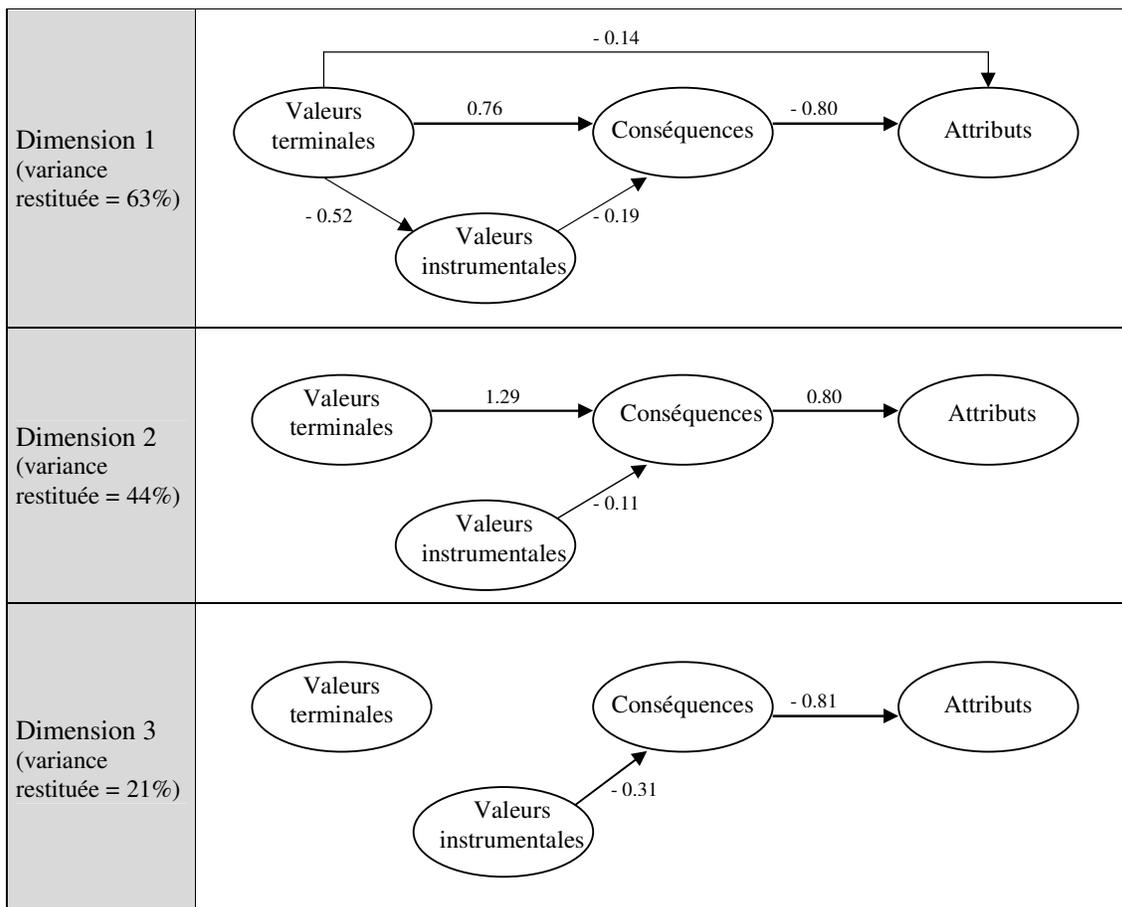 Dimension 1
(variance
restituée = 63%)
- 0.14
Valeurs
terminales
0.76
Conséquences
- 0.80
Attributs
- 0.52
- 0.19
Valeurs
instrumentales
Dimension 2
(variance
restituée = 44%)
Valeurs
terminales
1.29
Conséquences
0.80
Attributs
- 0.11
Valeurs
instrumentales
Dimension 3
(variance
restituée = 21%)
Valeurs
terminales
Conséquences
- 0.81
Attributs
- 0.31
Valeurs
instrumentales